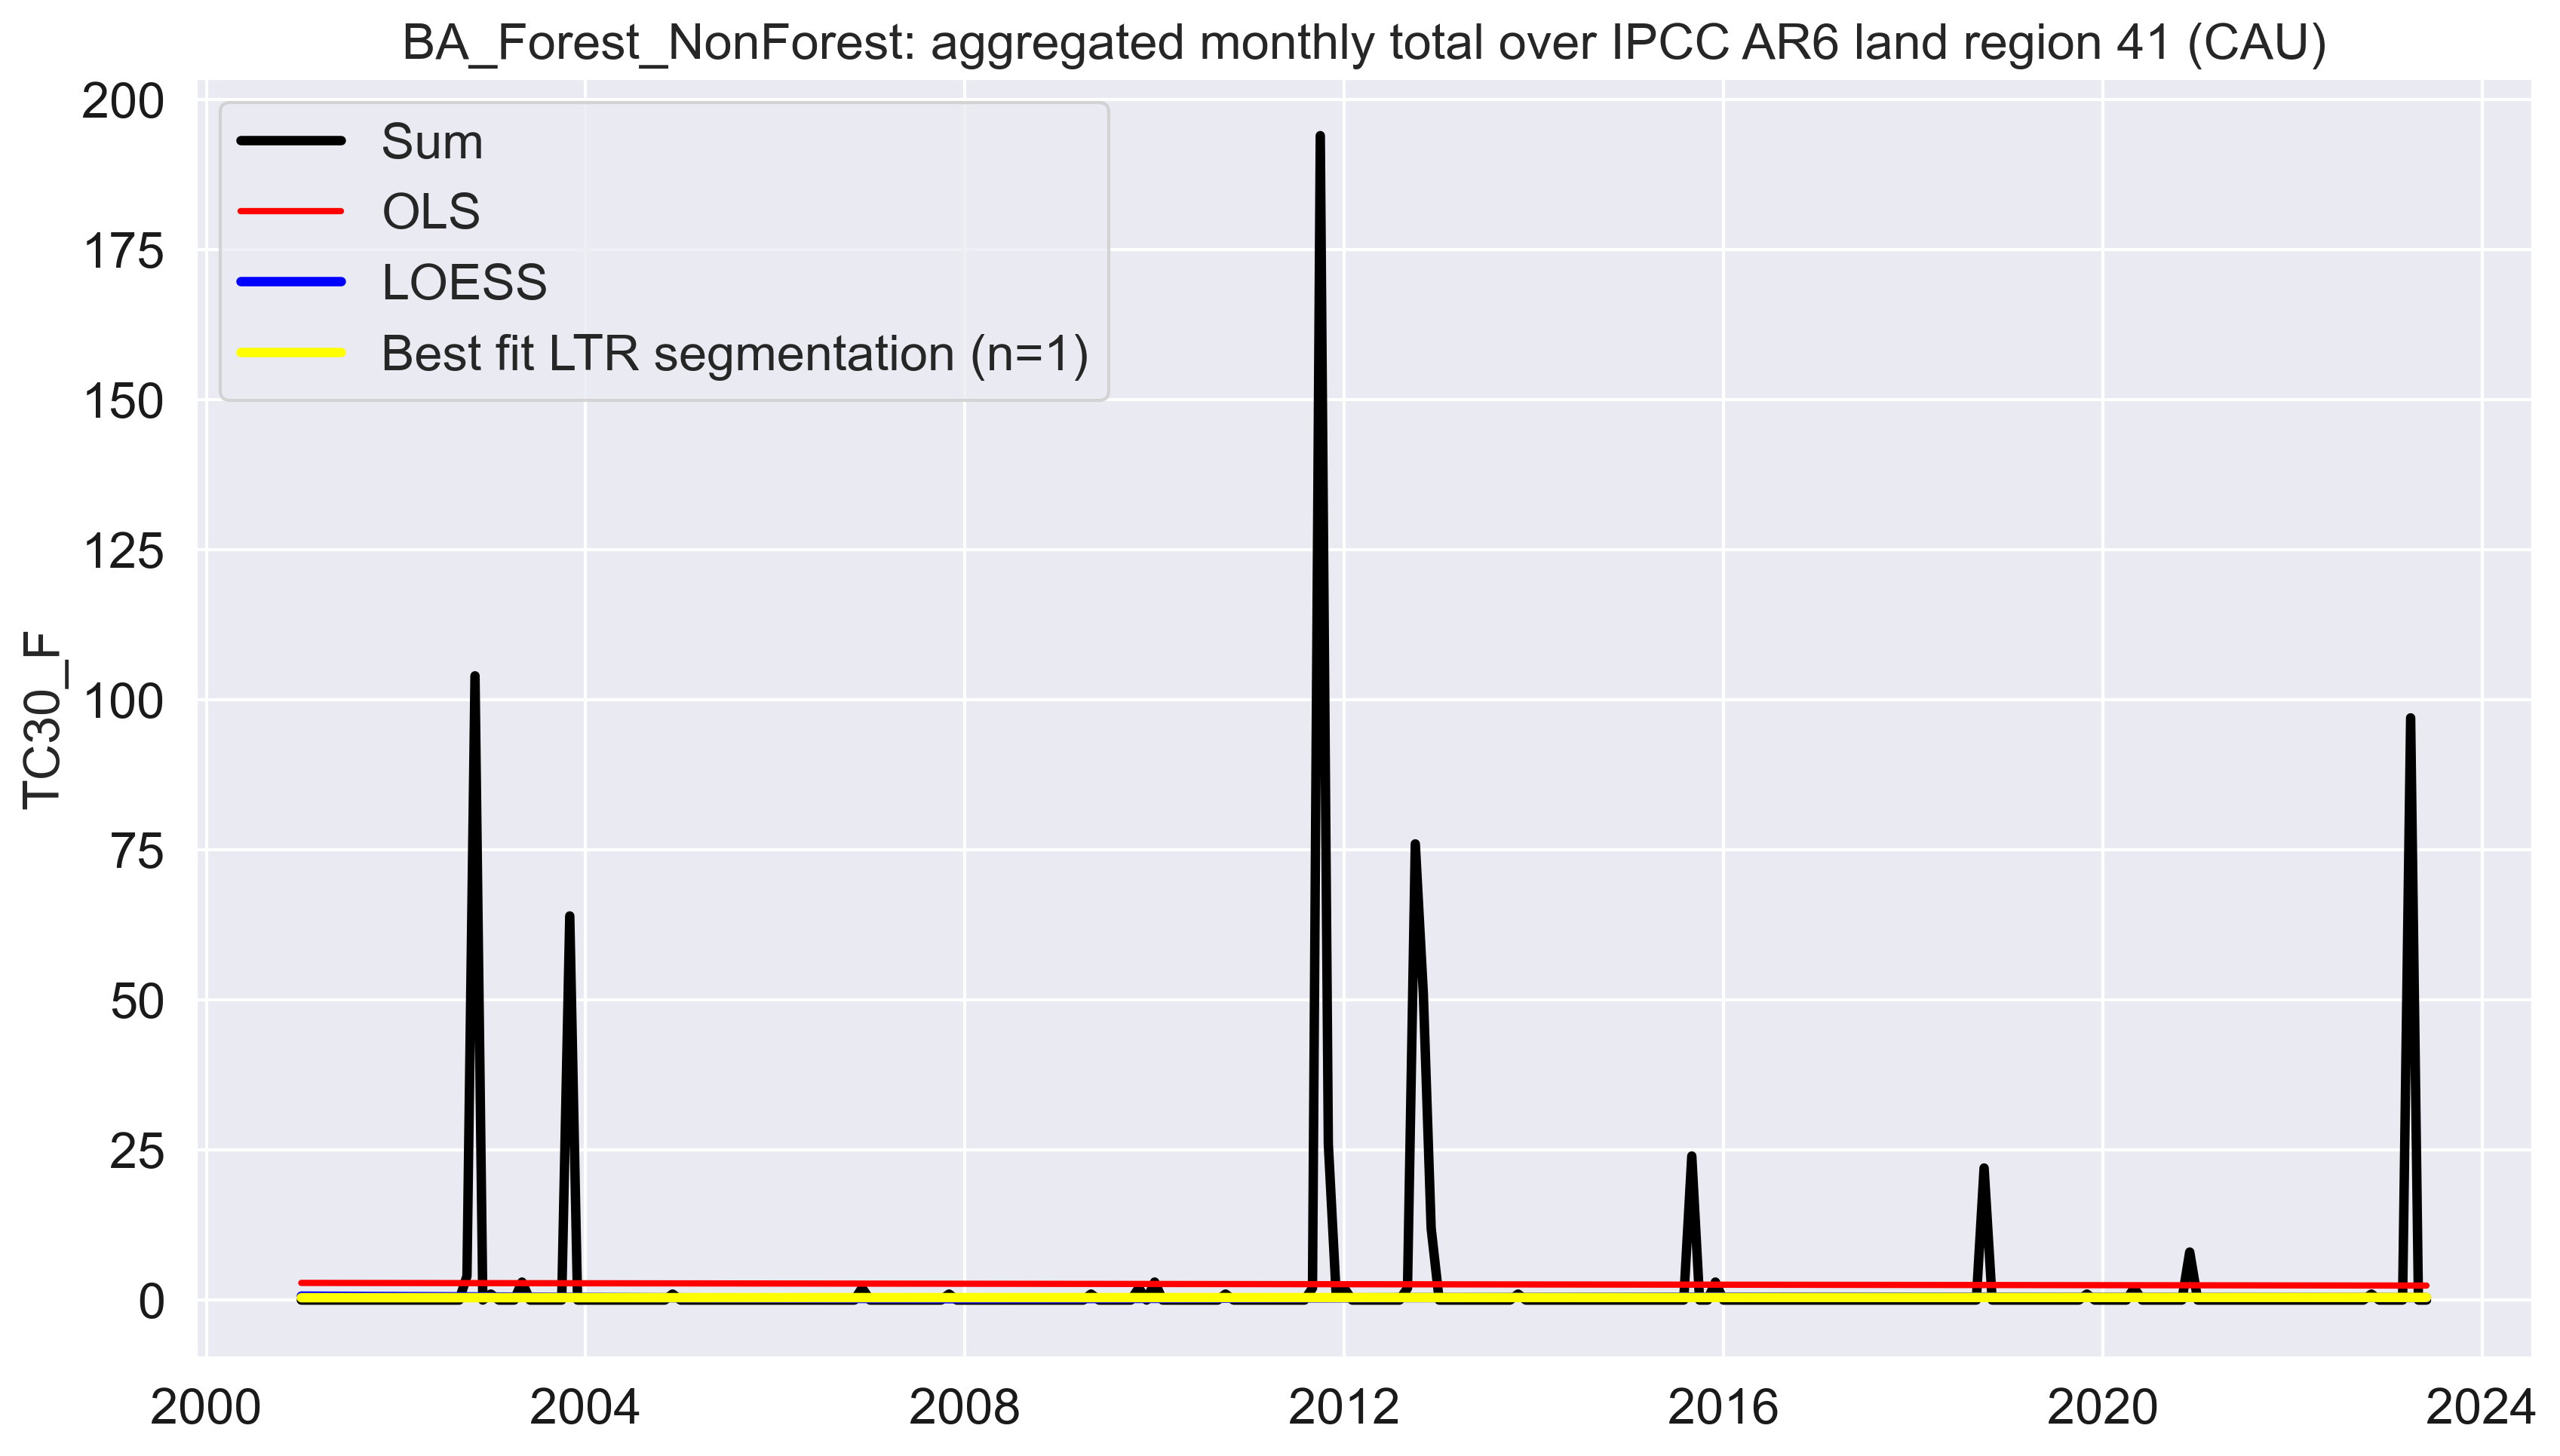 BA_Forest_NonForest: aggregated monthly total over IPCC AR6 land region 41 (CAU)
200
175
150
125
100
75
50
25
0
TC30_F
Sum
OLS
LOESS
Best fit LTR segmentation (n=1)
2000 2004 2008 2012 2016 2020 2024